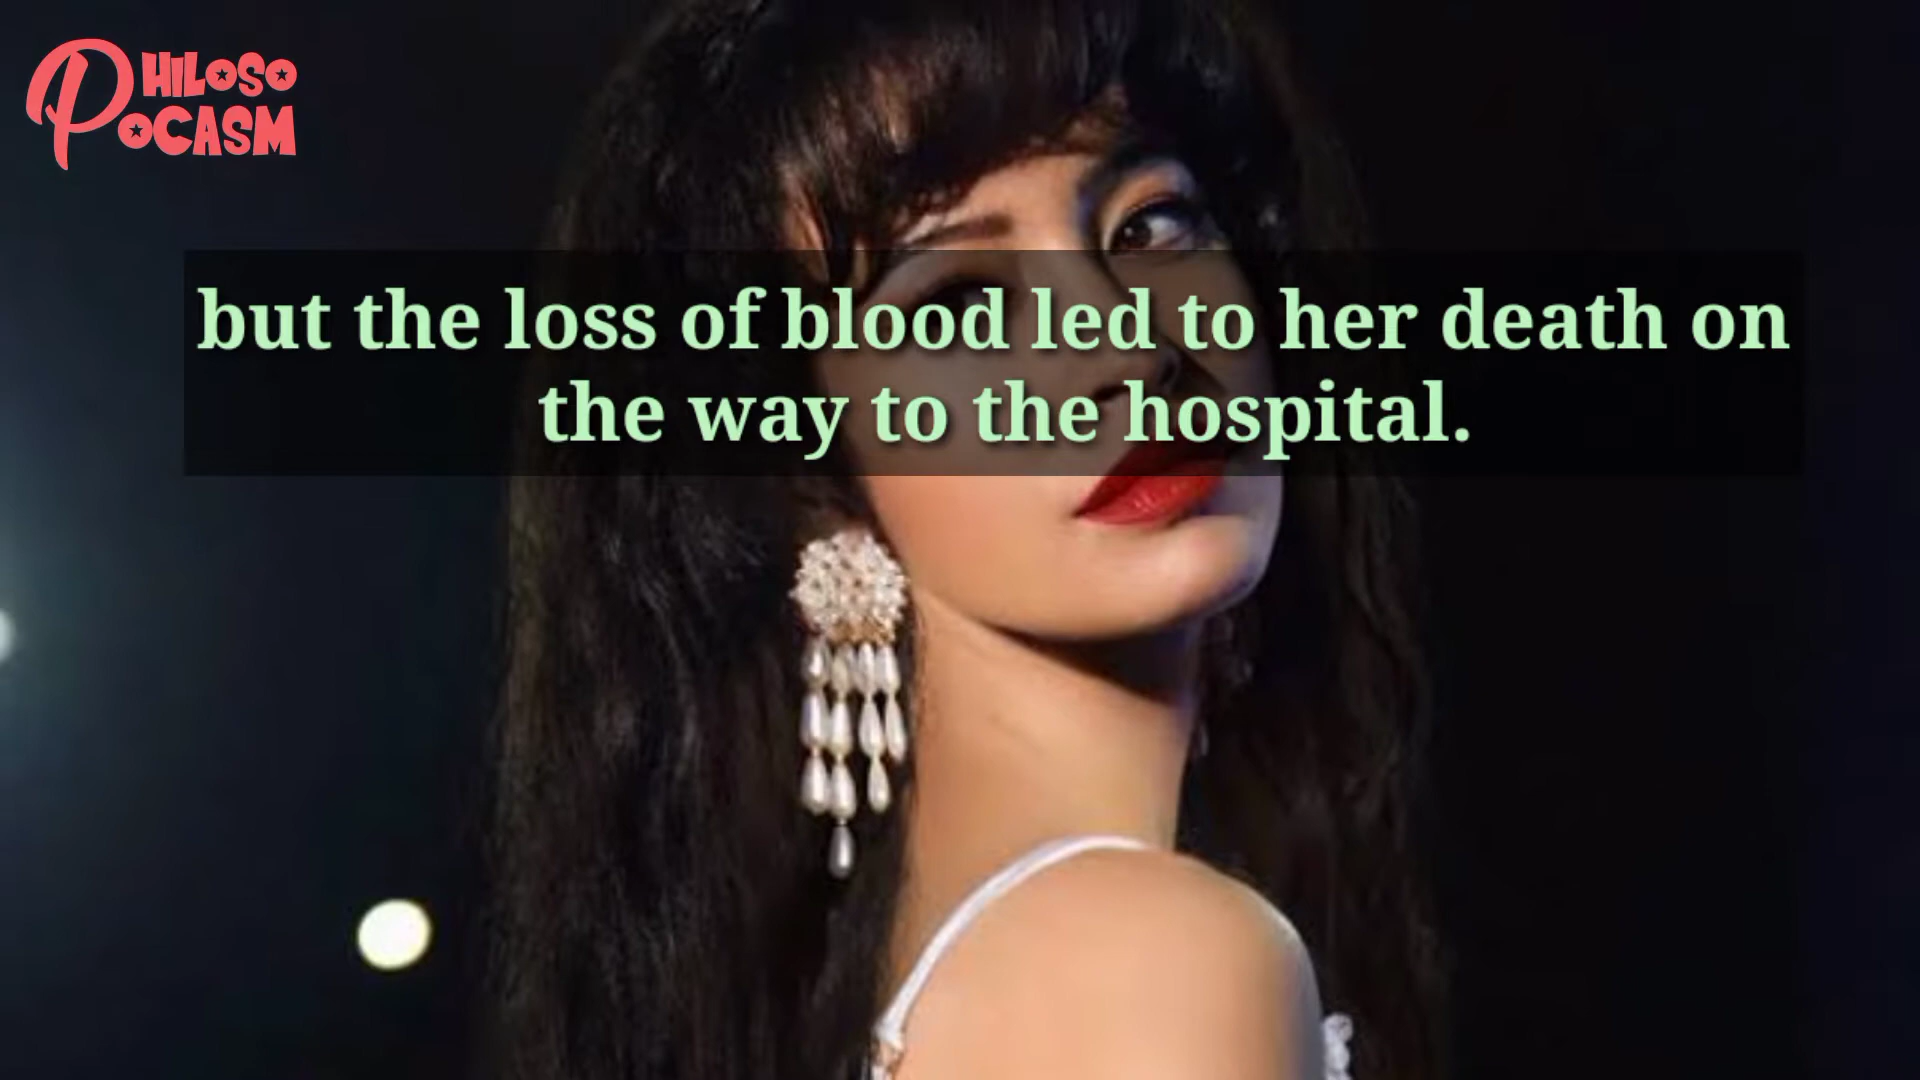 PHILOSO
POCASM
but the loss of blood led to her death on
the way to the hospital.